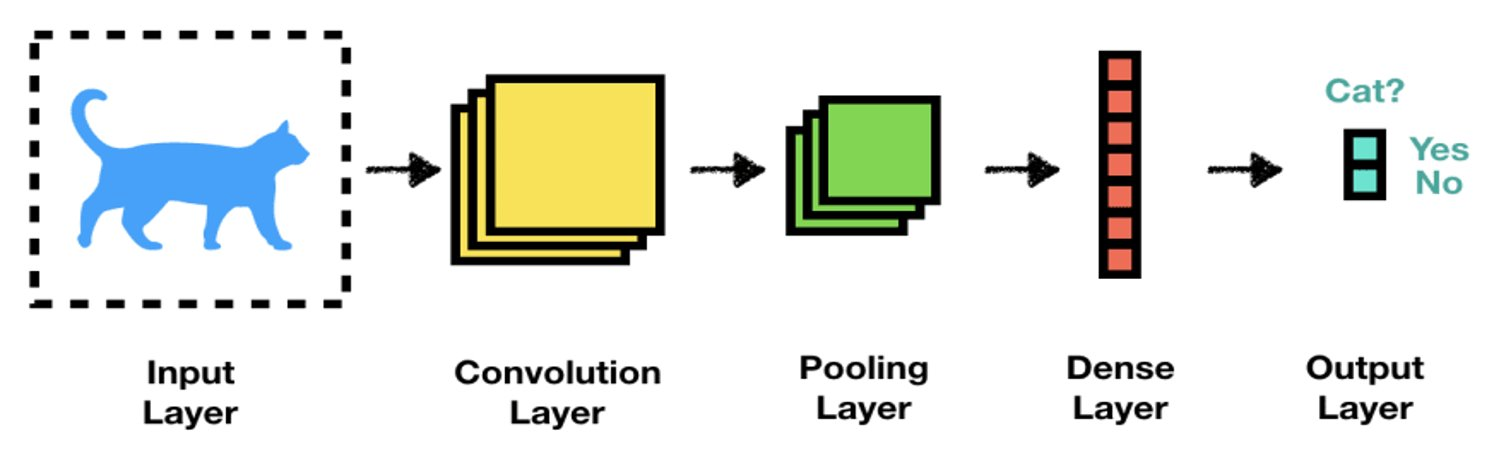 Cat?
Yes
No
Input
Layer
Convolution
Layer
Pooling
Layer
Dense
Layer
Output
Layer